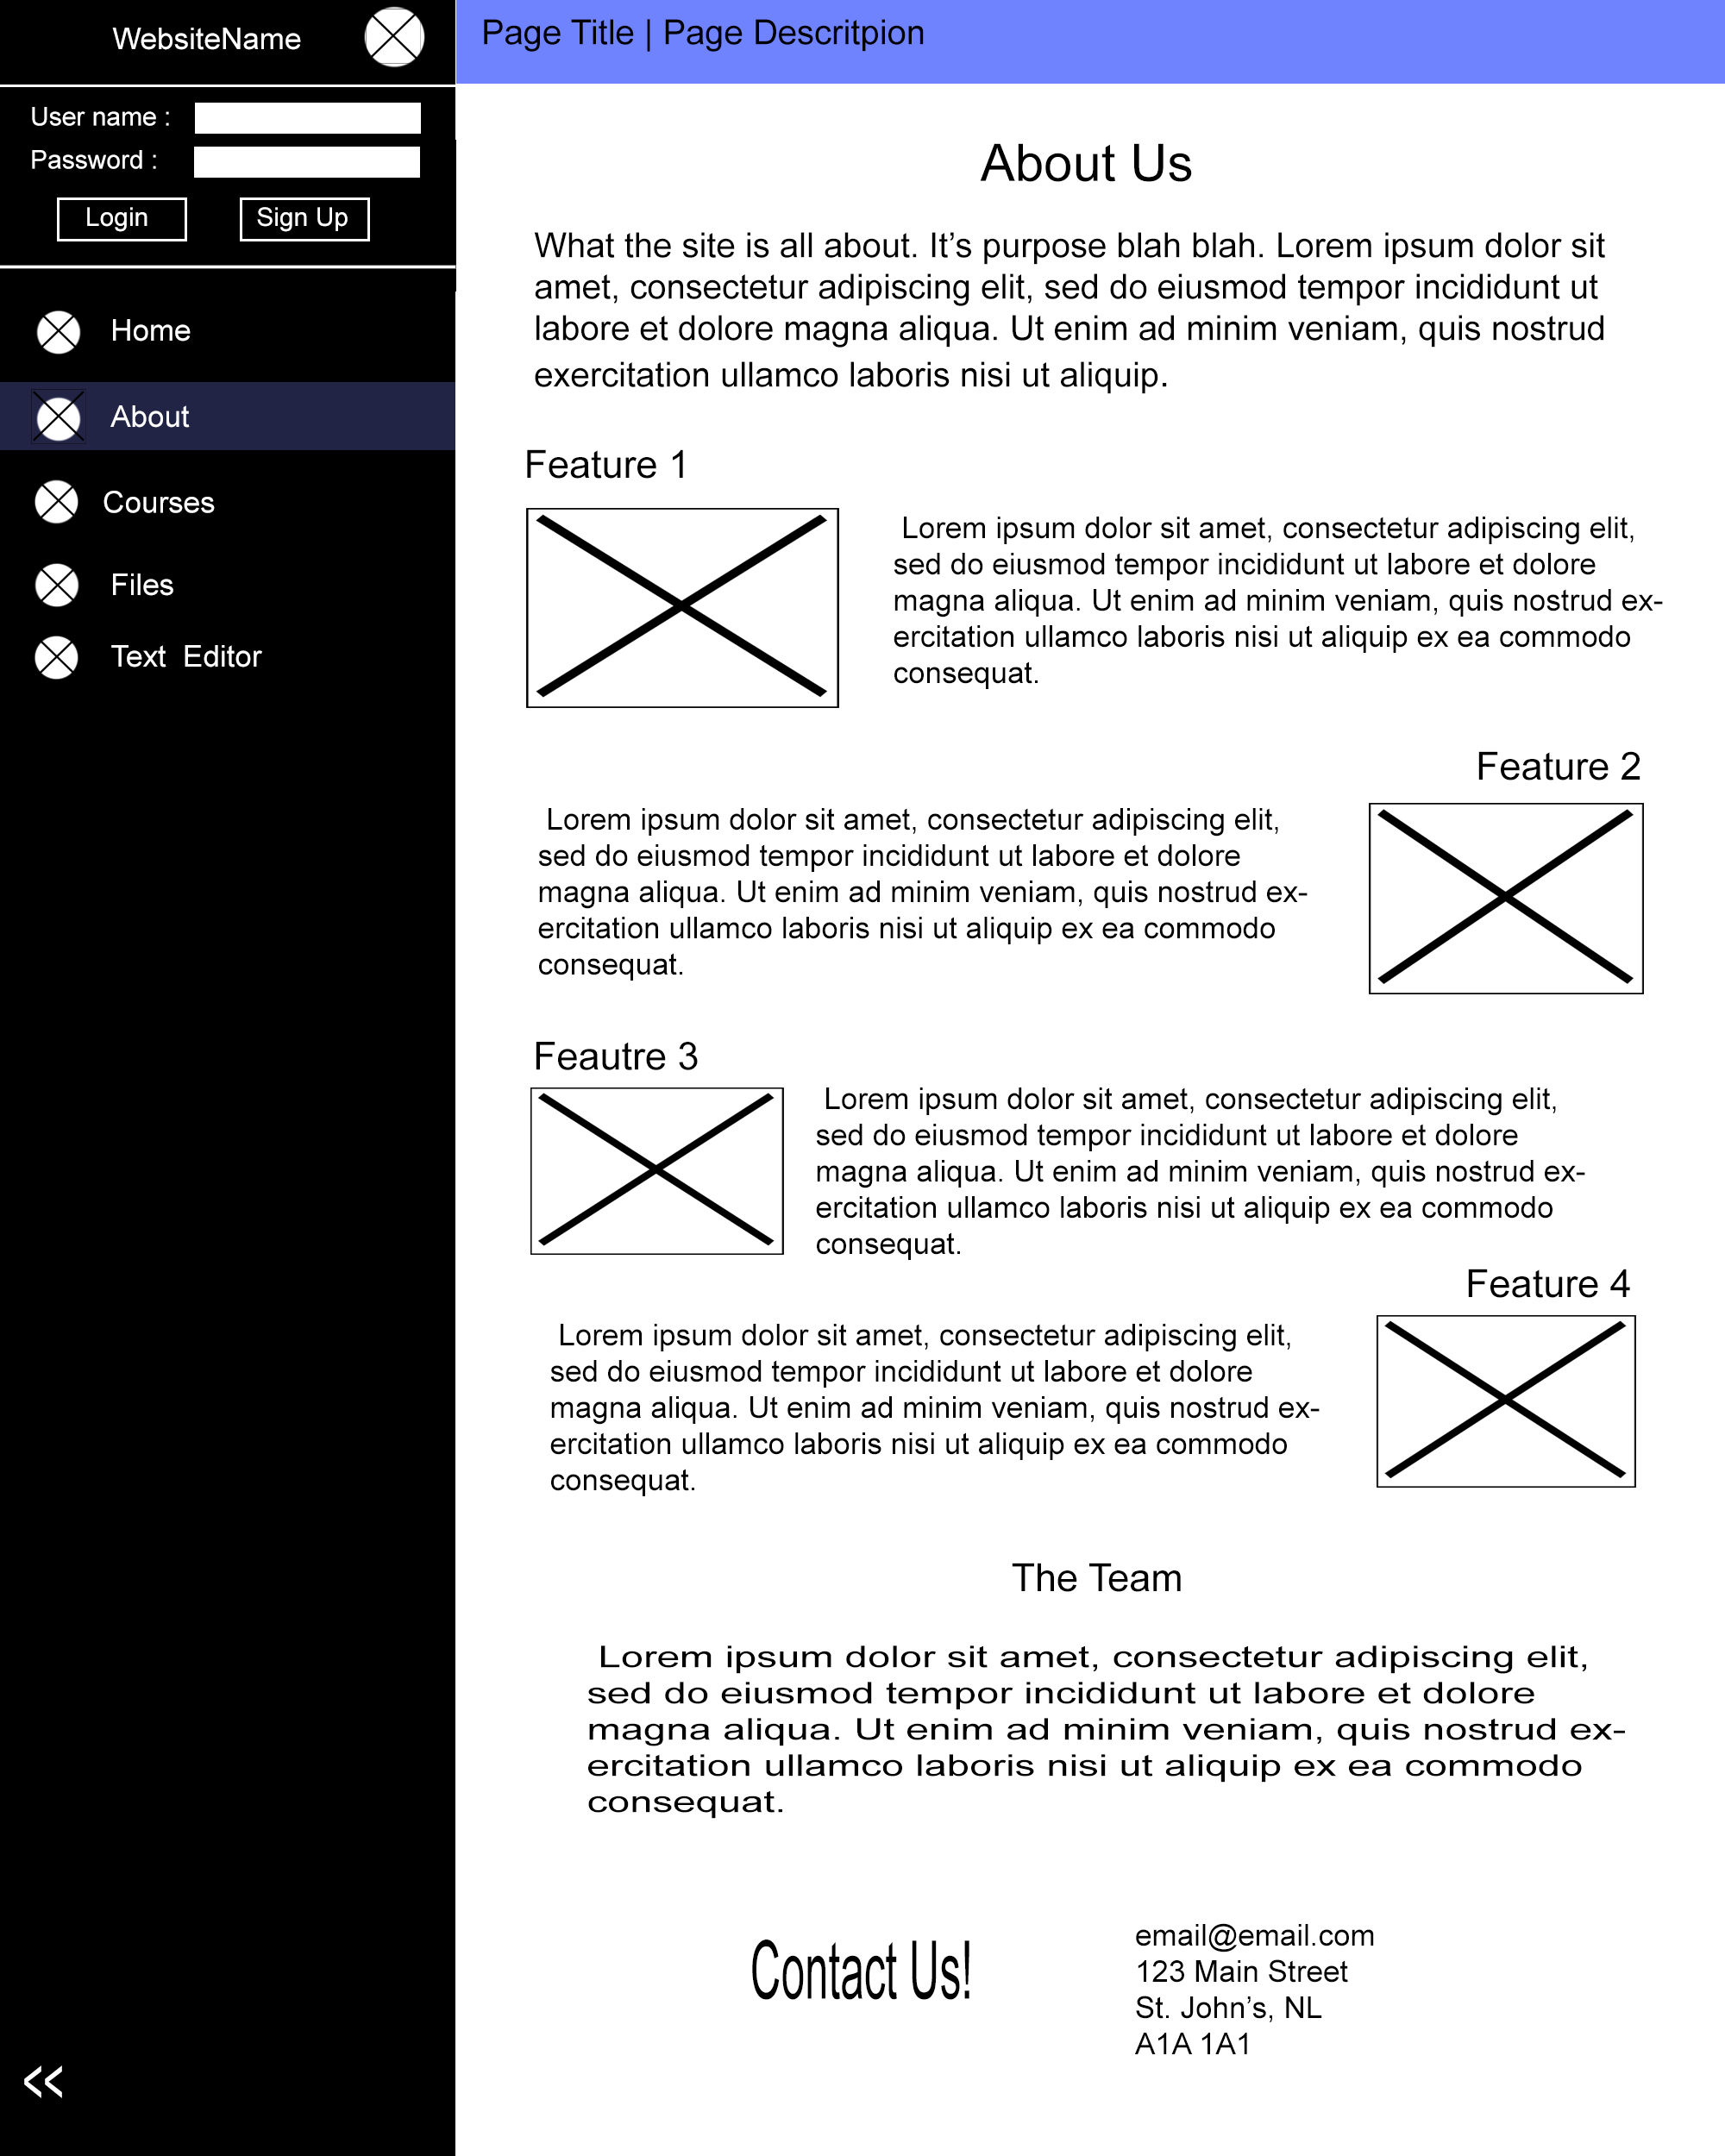 WebsiteName
User name :
Password :
Login
Sign Up
Home
About
Courses
Files
Text  Editor
<<
Page Title | Page Descritpion
About Us
What the site is all about. It’s purpose blah blah. Lorem ipsum dolor sit
amet, consectetur adipiscing elit, sed do eiusmod tempor incididunt ut
labore et dolore magna aliqua. Ut enim ad minim veniam, quis nostrud
exercitation ullamco laboris nisi ut aliquip.
Feature 1
Lorem ipsum dolor sit amet, consectetur adipiscing elit,
sed do eiusmod tempor incididunt ut labore et dolore
magna aliqua. Ut enim ad minim veniam, quis nostrud ex-
ercitation ullamco laboris nisi ut aliquip ex ea commodo
consequat.
Feature 2
Lorem ipsum dolor sit amet, consectetur adipiscing elit,
sed do eiusmod tempor incididunt ut labore et dolore
magna aliqua. Ut enim ad minim veniam, quis nostrud ex-
ercitation ullamco laboris nisi ut aliquip ex ea commodo
consequat.
Feautre 3
Lorem ipsum dolor sit amet, consectetur adipiscing elit,
sed do eiusmod tempor incididunt ut labore et dolore
magna aliqua. Ut enim ad minim veniam, quis nostrud ex-
ercitation ullamco laboris nisi ut aliquip ex ea commodo
consequat.
Feature 4
Lorem ipsum dolor sit amet, consectetur adipiscing elit,
sed do eiusmod tempor incididunt ut labore et dolore
magna aliqua. Ut enim ad minim veniam, quis nostrud ex-
ercitation ullamco laboris nisi ut aliquip ex ea commodo
consequat.
The Team
Lorem ipsum dolor sit amet, consectetur adipiscing elit,
sed do eiusmod tempor incididunt ut labore et dolore
magna aliqua. Ut enim ad minim veniam, quis nostrud ex-
ercitation ullamco laboris nisi ut aliquip ex ea commodo
consequat.
Contact Us!
email@email.com
123 Main Street
St. John’s, NL
A1A 1A1